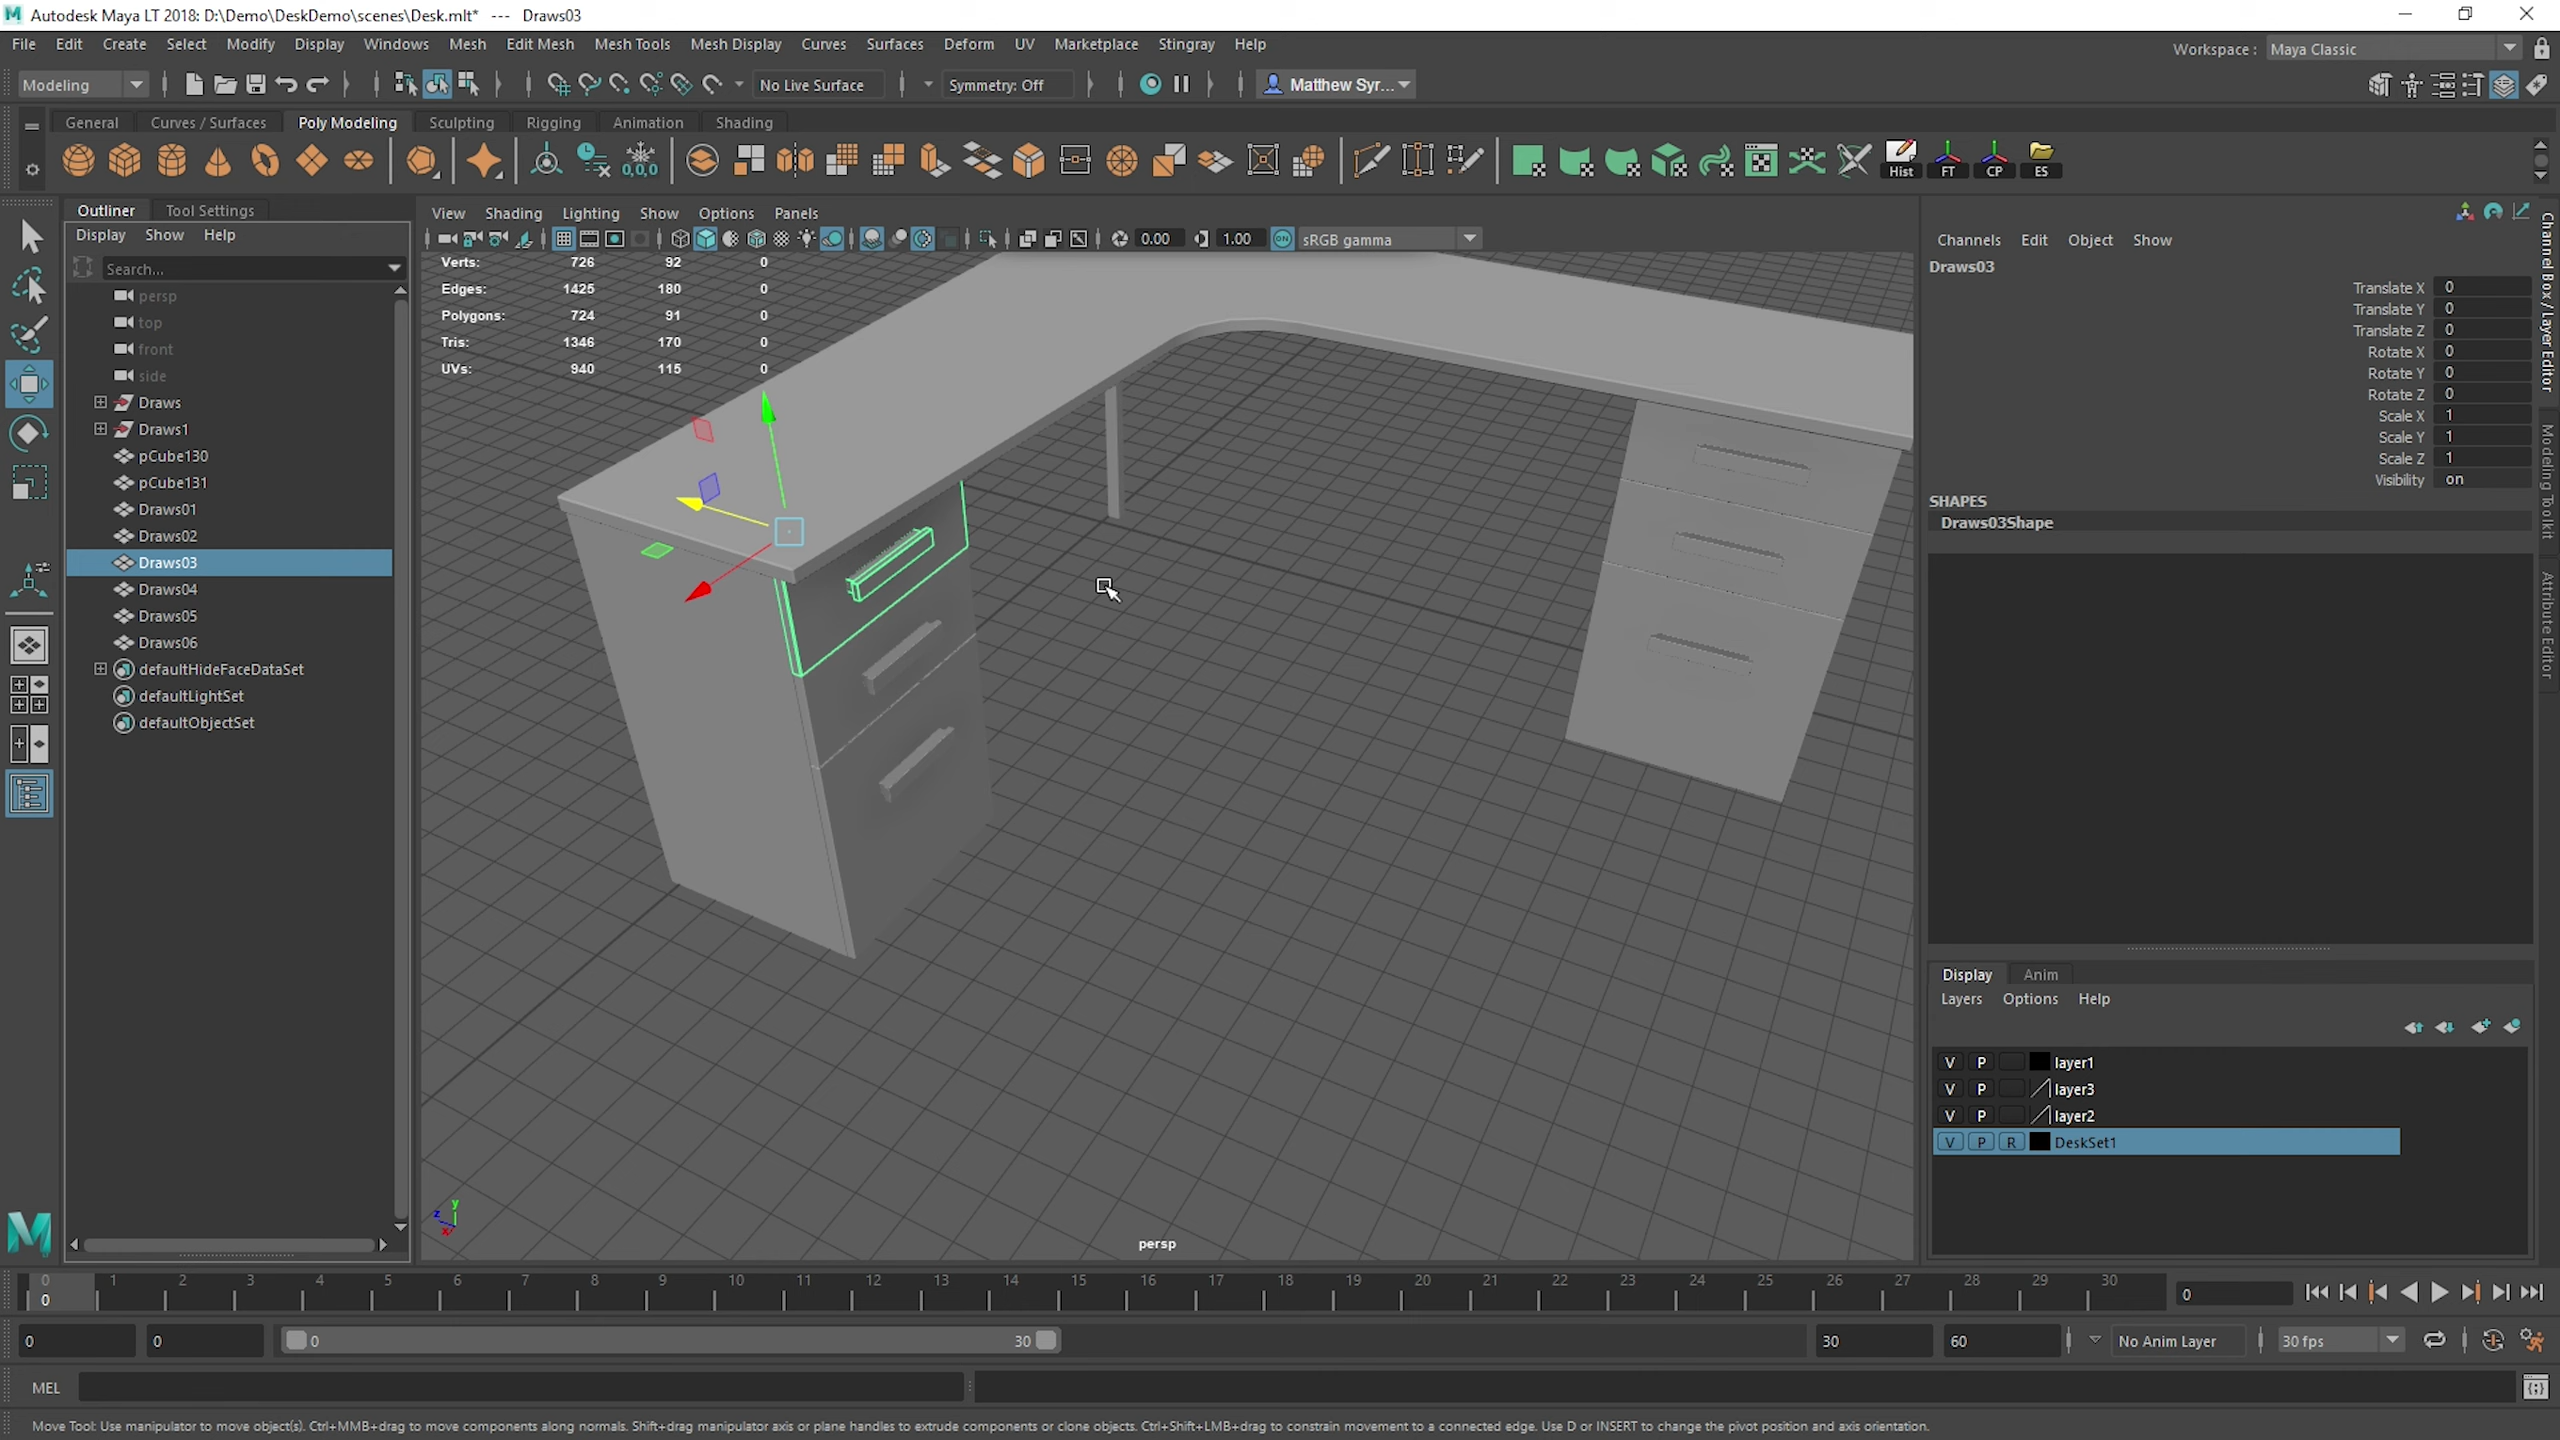 Autodesk Maya LT 2018: D:\Demo\DeskDemo\scenes\Desk.mlt* --- Draws03
File Edit Create Select Modify Display Windows Mesh Edit Mesh Mesh Tools Mesh Display Curves Surfaces Deform UV Marketplace Stingray Help
Workspace : Maya Classic
Modeling No Live Surface Symmetry: Off Matthew Syr...
General Curves / Surfaces Poly Modeling Sculpting Rigging Animation Shading
0,0,0 Hist FT CP ES
Outliner Tool Settings
Display Show Help
Search...
persp
top
front
side
Draws
Draws1
pCube130
pCube131
Draws01
Draws02
Draws03
Draws04
Draws05
Draws06
defaultHideFaceDataSet
defaultLightSet
defaultObjectSet
View Shading Lighting Show Options Panels
0.00 1.00 ON sRGB gamma
Verts: 726 92 0
Edges: 1425 180 0
Polygons: 724 91 0
Tris: 1346 170 0
UVs: 940 115 0
y
z
x
persp
Channels Edit Object Show
Draws03
Translate X 0
Translate Y 0
Translate Z 0
Rotate X 0
Rotate Y 0
Rotate Z 0
Scale X 1
Scale Y 1
Scale Z 1
Visibility on
SHAPES
Draws03Shape
Channel Box / Layer Editor
Modeling Toolkit
Attribute Editor
Display Anim
Layers Options Help
V P layer1
V P layer3
V P layer2
V P R DeskSet1
0 1 2 3 4 5 6 7 8 9 10 11 12 13 14 15 16 17 18 19 20 21 22 23 24 25 26 27 28 29 30
0 0
0 0 0 30 30 60 No Anim Layer 30 fps
MEL
Move Tool: Use manipulator to move object(s). Ctrl+MMB+drag to move components along normals. Shift+drag manipulator axis or plane handles to extrude components or clone objects. Ctrl+Shift+LMB+drag to constrain movement to a connected edge. Use D or INSERT to change the pivot position and axis orientation.